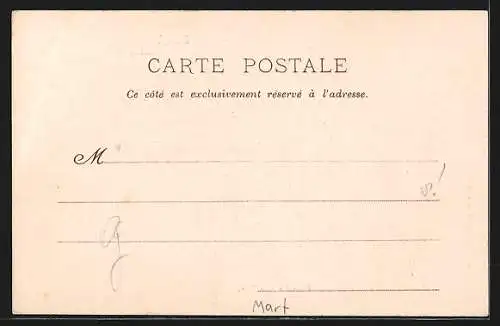 CARTE POSTALE
Ce côté est exclusivement réservé à l'adresse.
M
Mart